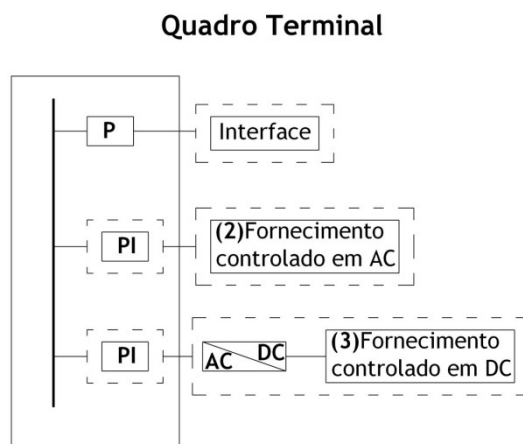 Quadro Terminal
P
Interface
PI
(2)Fornecimento
controlado em AC
PI
AC DC
(3)Fornecimento
controlado em DC